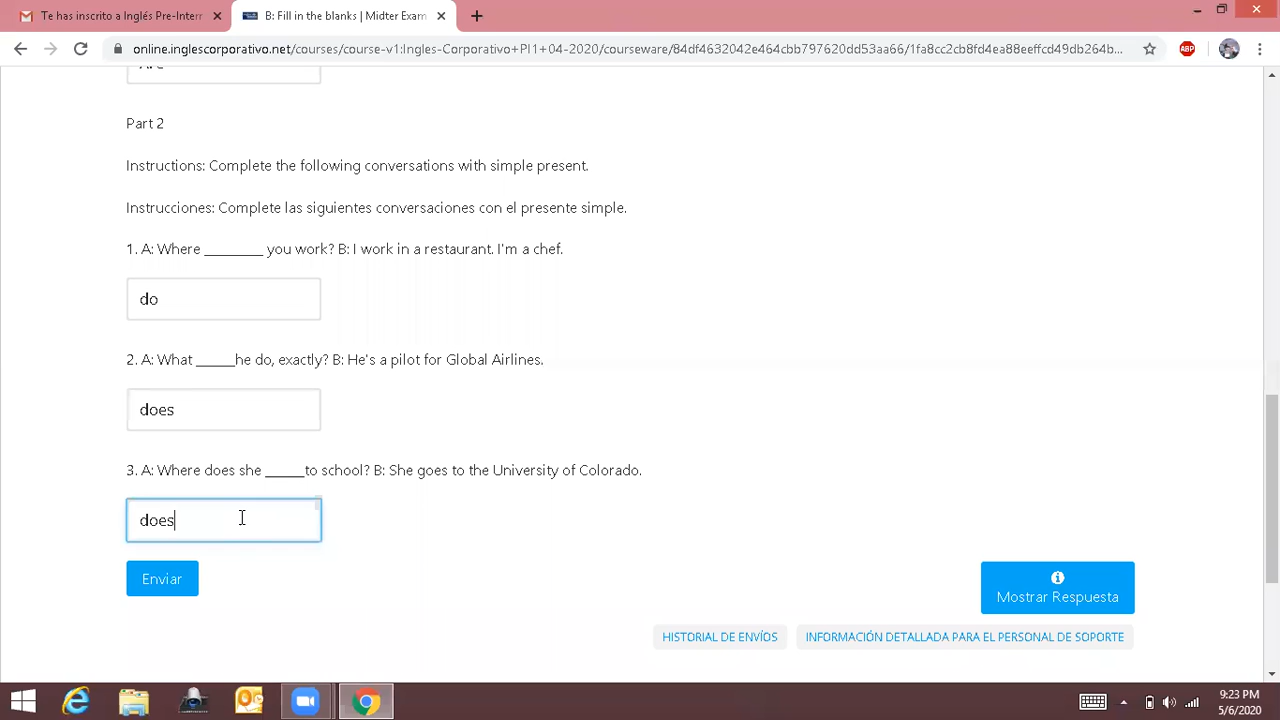 Te has inscrito a Inglés Pre-Interr
B: Fill in the blanks | Midter Exam
online.inglescorporativo.net/courses/course-v1:Ingles-Corporativo+PI1+04-2020/courseware/84df4632042e464cbb797620dd53aa66/1fa8cc2cb8fd4ea88eeffcd49db264b...
ABP
Part 2
Instructions: Complete the following conversations with simple present.
Instrucciones: Complete las siguientes conversaciones con el presente simple.
1. A: Where ________ you work? B: I work in a restaurant. I'm a chef.
do
2. A: What _____he do, exactly? B: He's a pilot for Global Airlines.
does
3. A: Where does she _____to school? B: She goes to the University of Colorado.
does
Enviar
Mostrar Respuesta
HISTORIAL DE ENVÍOS
INFORMACIÓN DETALLADA PARA EL PERSONAL DE SOPORTE
9:23 PM
5/6/2020